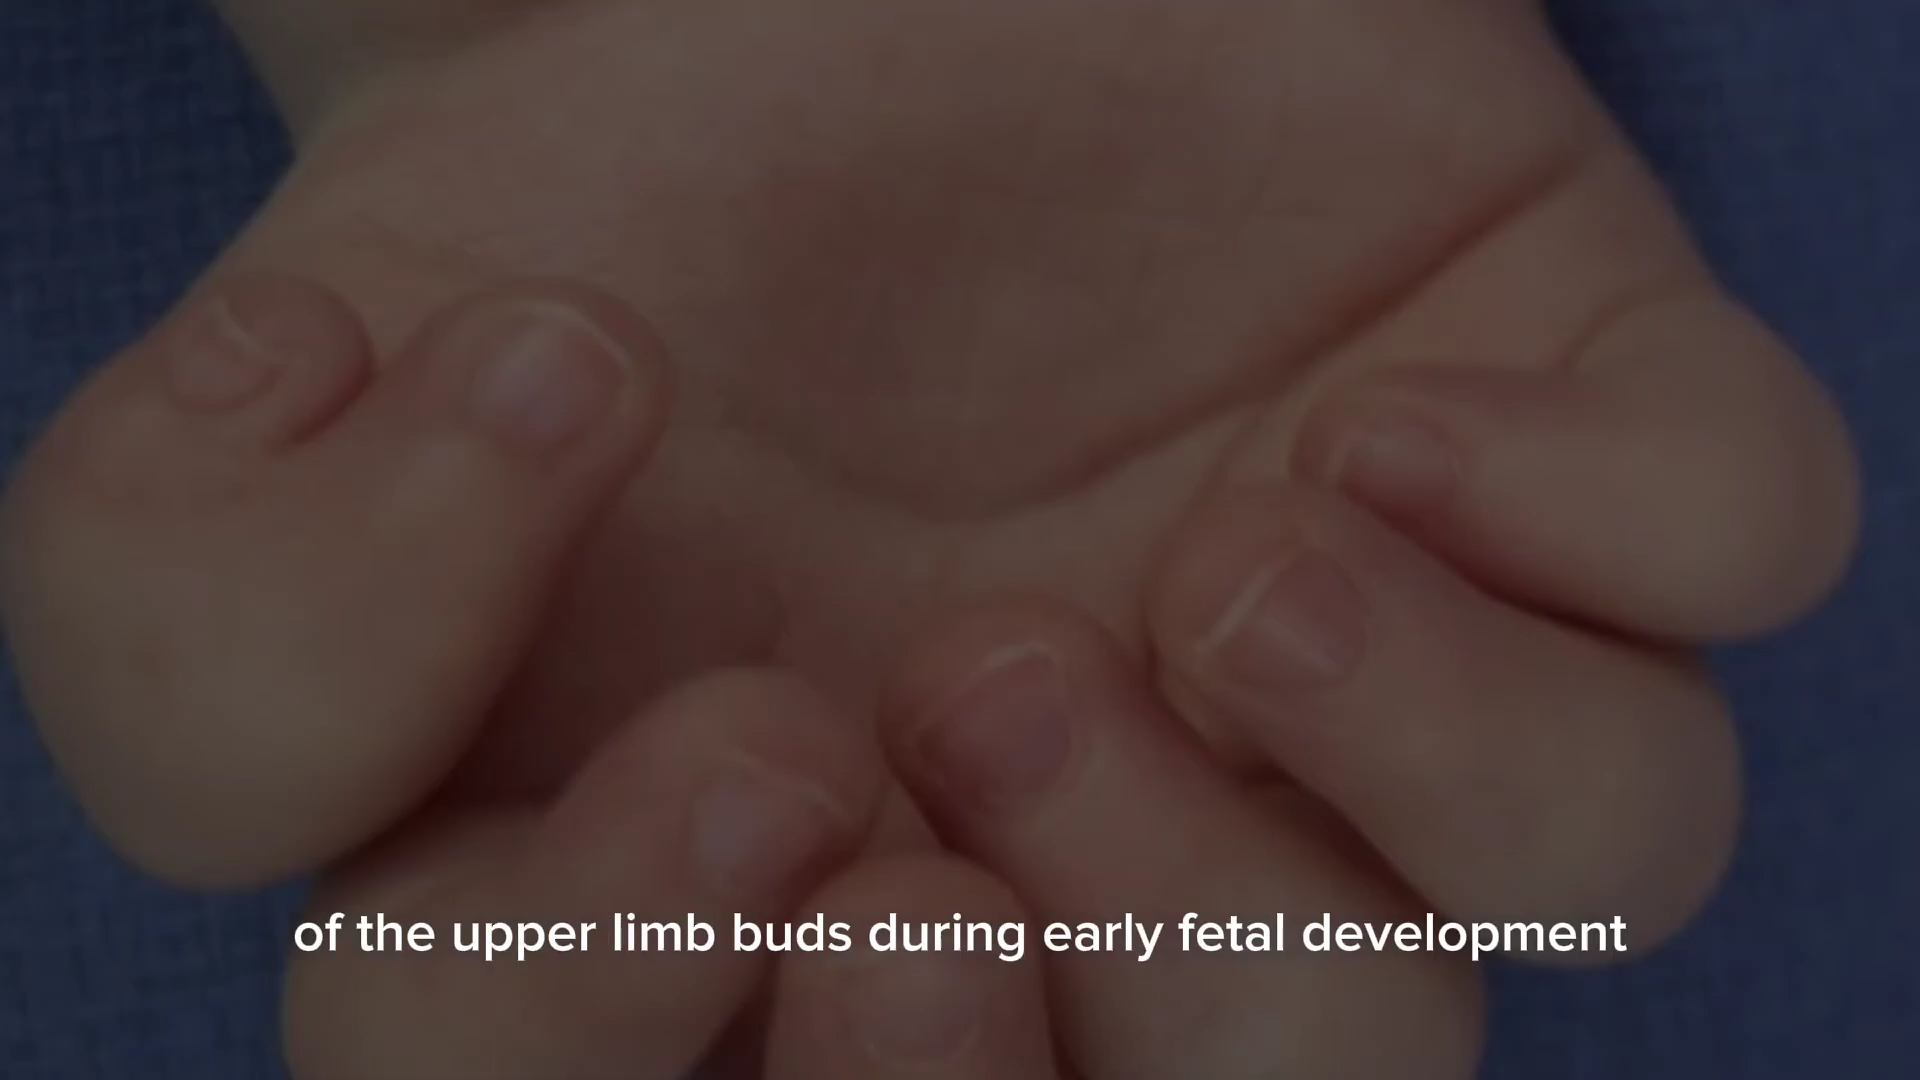 of the upper limb buds during early fetal development